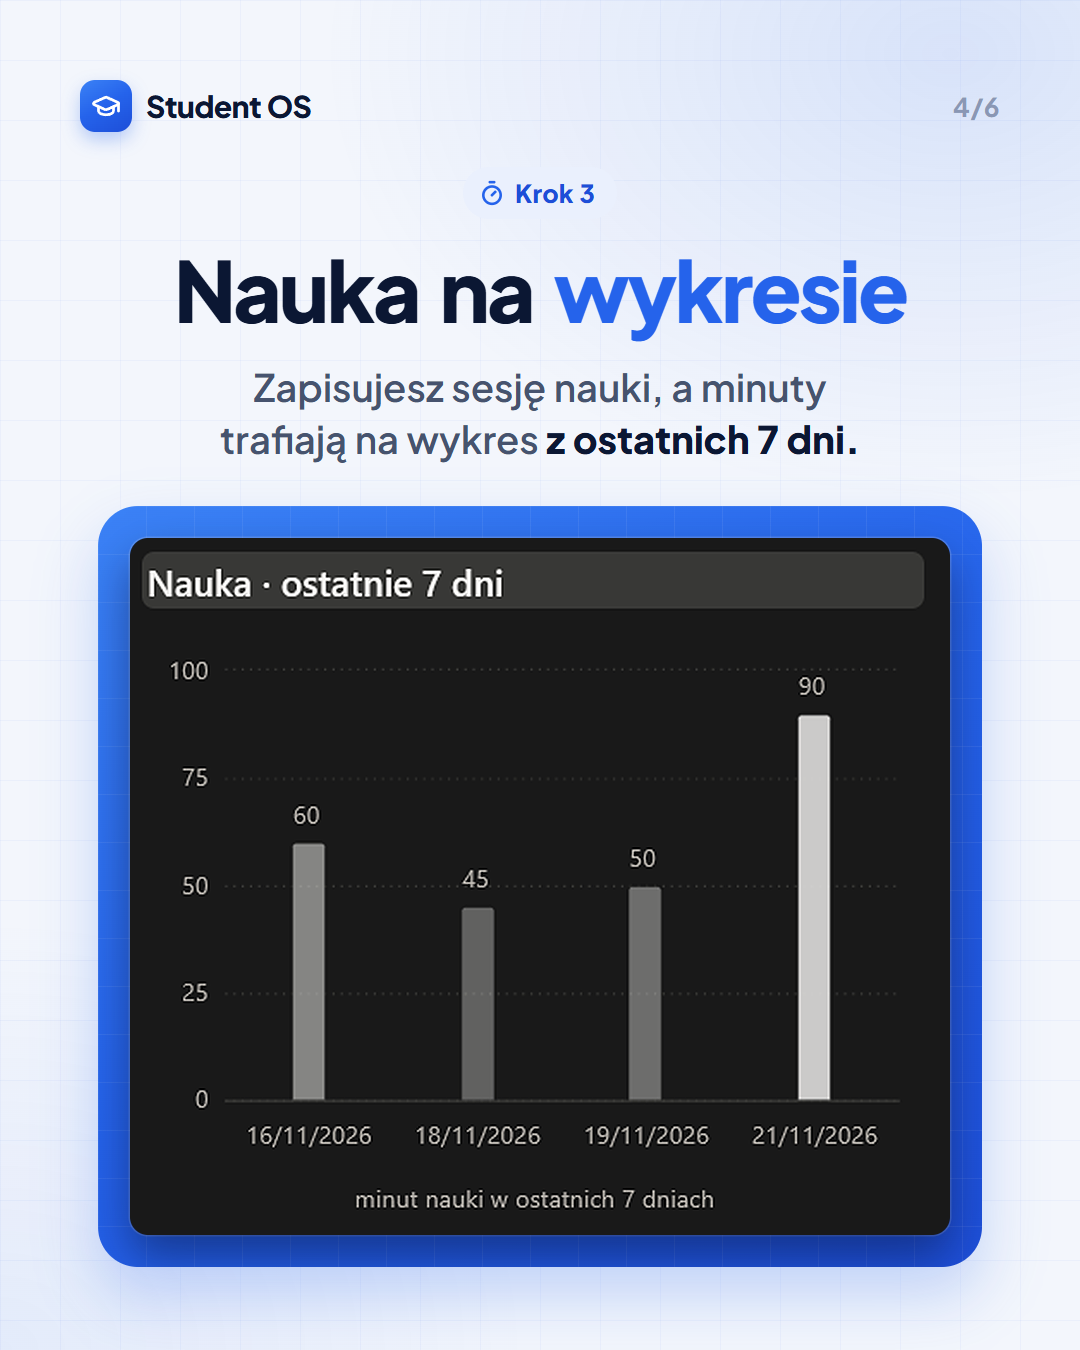 Student OS
4/6
Krok 3
Nauka na wykresie
Zapisujesz sesję nauki, a minuty
trafiają na wykres z ostatnich 7 dni.
Nauka · ostatnie 7 dni
100
90
75
60
50
50
45
25
0
16/11/2026 18/11/2026 19/11/2026 21/11/2026
minut nauki w ostatnich 7 dniach